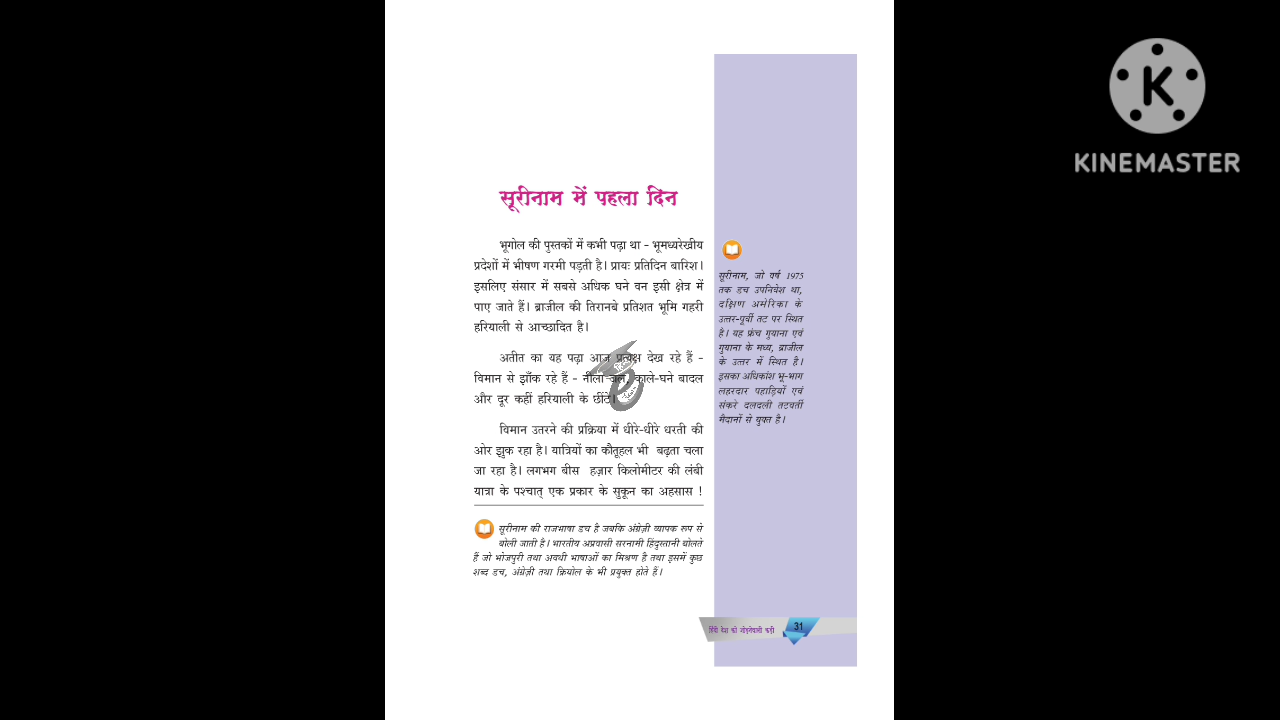 सूरीनाम में पहला दिन
भूगोल की पुस्तकों में कभी पढ़ा था - भूमध्यरेखीय
प्रदेशों में भीषण गरमी पड़ती है। प्रायः प्रतिदिन बारिश।
इसलिए संसार में सबसे अधिक घने वन इसी क्षेत्र में
पाए जाते हैं। ब्राजील की तिरानबे प्रतिशत भूमि गहरी
हरियाली से आच्छादित है।
अतीत का यह पढ़ा आज प्रत्यक्ष देख रहे हैं -
विमान से झाँक रहे हैं - नीला-जल, काले-घने बादल
और दूर कहीं हरियाली के छींटे।
विमान उतरने की प्रक्रिया में धीरे-धीरे धरती की
ओर झुक रहा है। यात्रियों का कौतूहल भी बढ़ता चला
जा रहा है। लगभग बीस हज़ार किलोमीटर की लंबी
यात्रा के पश्चात् एक प्रकार के सुकून का अहसास !
सूरीनाम की राजभाषा डच है जबकि अंग्रेज़ी व्यापक रूप से
बोली जाती है। भारतीय अप्रवासी सरनामी हिंदुस्तानी बोलते
हैं जो भोजपुरी तथा अवधी भाषाओं का मिश्रण है तथा इसमें कुछ
शब्द डच, अंग्रेज़ी तथा क्रियोल के भी प्रयुक्त होते हैं।
सूरीनाम, जो वर्ष 1975
तक डच उपनिवेश था,
दक्षिण अमेरिका के
उत्तर-पूर्वी तट पर स्थित
है। यह फ्रंच गुयाना एवं
गुयाना के मध्य, ब्राजील
के उत्तर में स्थित है।
इसका अधिकांश भू-भाग
लहरदार पहाड़ियों एवं
संकरे दलदली तटवर्ती
मैदानों से युक्त है।
हिंदी देश को जोड़नेवाली कड़ी
31
K
KINEMASTER